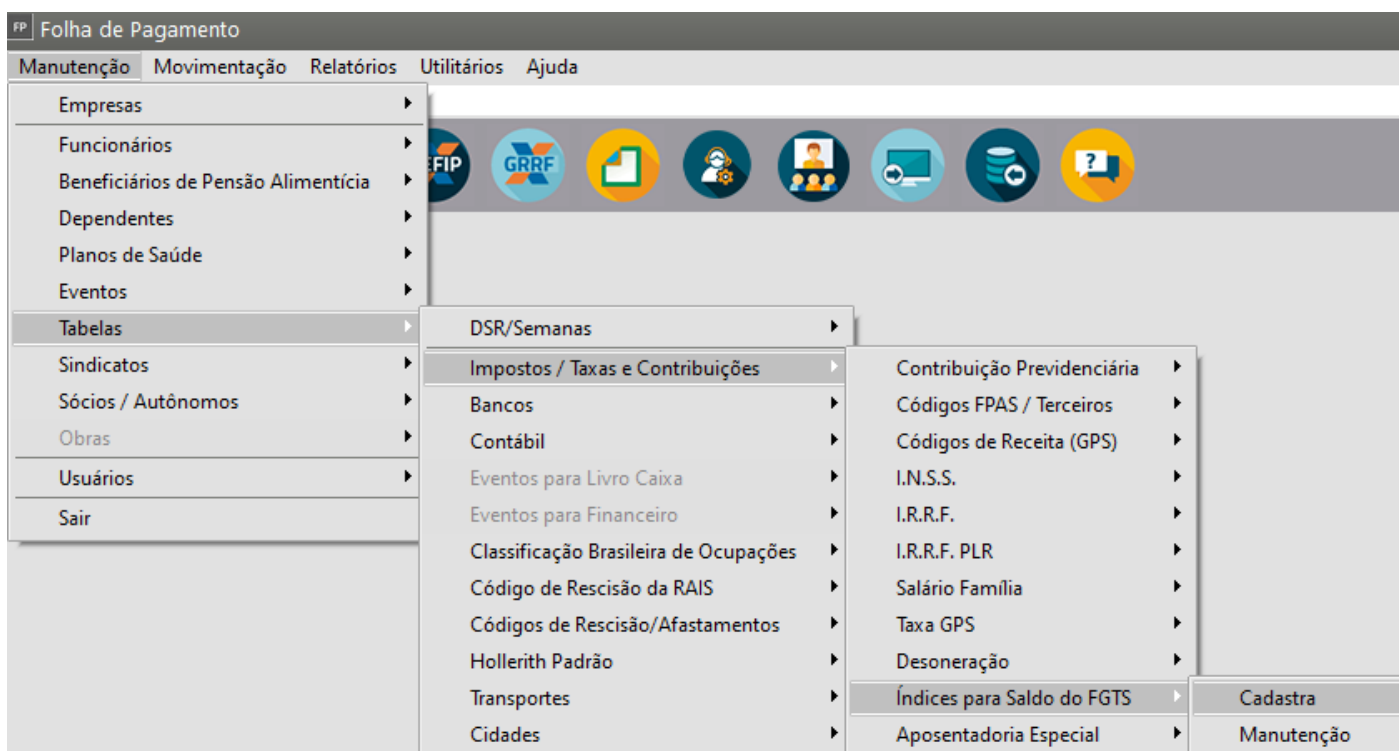 FP Folha de Pagamento
Manutenção Movimentação Relatórios Utilitários Ajuda
Empresas
Funcionários
Beneficiários de Pensão Alimentícia
Dependentes
Planos de Saúde
Eventos
Tabelas
Sindicatos
Sócios / Autônomos
Obras
Usuários
Sair
GRRF
?
DSR/Semanas
Impostos / Taxas e Contribuições
Bancos
Contábil
Eventos para Livro Caixa
Eventos para Financeiro
Classificação Brasileira de Ocupações
Código de Rescisão da RAIS
Códigos de Rescisão/Afastamentos
Hollerith Padrão
Transportes
Cidades
Contribuição Previdenciária
Códigos FPAS / Terceiros
Códigos de Receita (GPS)
I.N.S.S.
I.R.R.F.
I.R.R.F. PLR
Salário Família
Taxa GPS
Desoneração
Índices para Saldo do FGTS
Aposentadoria Especial
Cadastra
Manutenção